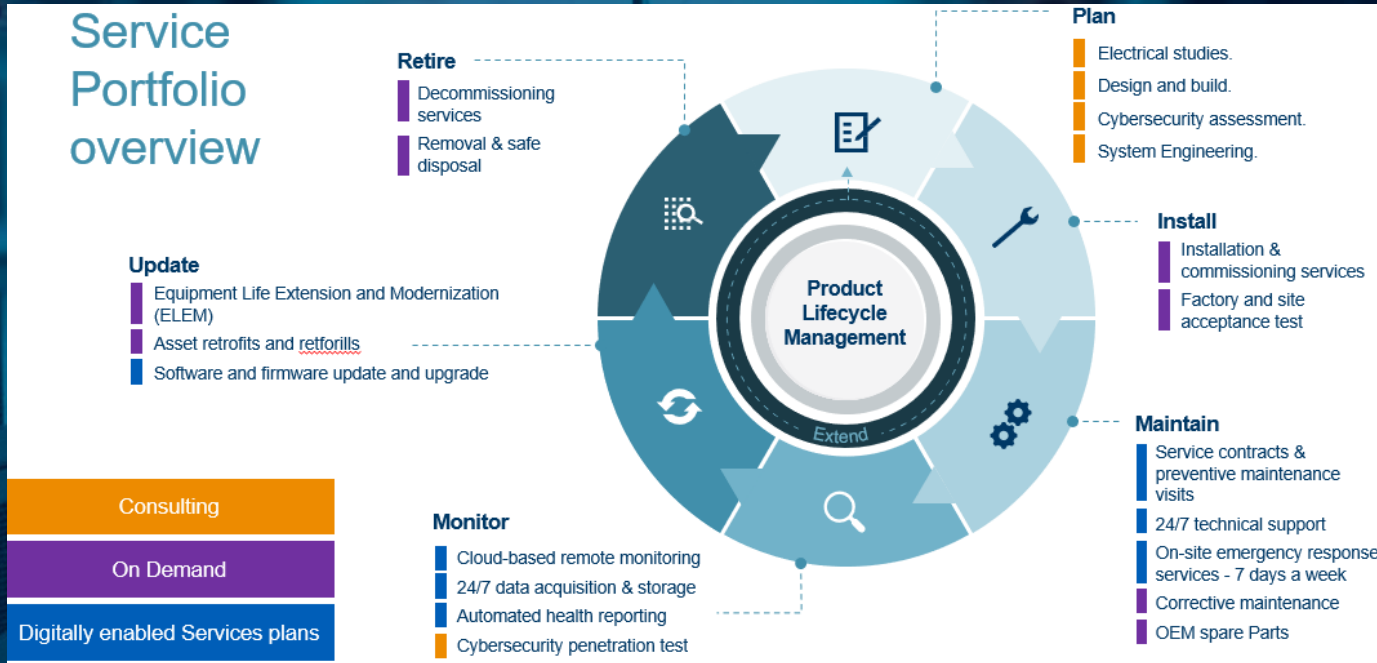 Service
Portfolio
overview
Retire
Decommissioning
services
Removal & safe
disposal
Plan
Electrical studies.
Design and build.
Cybersecurity assessment.
System Engineering.
Install
Installation &
commissioning services
Factory and site
acceptance test
Update
Equipment Life Extension and Modernization
(ELEM)
Asset retrofits and retforills
Software and firmware update and upgrade
Product
Lifecycle
Management
Extend
Maintain
Service contracts &
preventive maintenance
visits
24/7 technical support
On-site emergency response
services - 7 days a week
Corrective maintenance
OEM spare Parts
Monitor
Cloud-based remote monitoring
24/7 data acquisition & storage
Automated health reporting
Cybersecurity penetration test
Consulting
On Demand
Digitally enabled Services plans